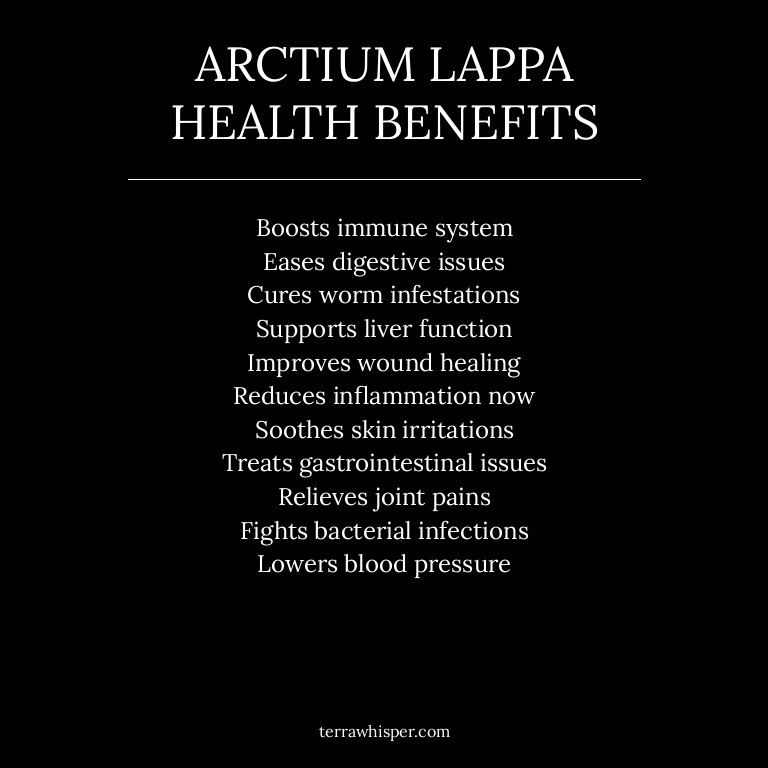 ARCTIUM LAPPA
HEALTH BENEFITS
Boosts immune system
Eases digestive issues
Cures worm infestations
Supports liver function
Improves wound healing
Reduces inflammation now
Soothes skin irritations
Treats gastrointestinal issues
Relieves joint pains
Fights bacterial infections
Lowers blood pressure
terrawhisper.com